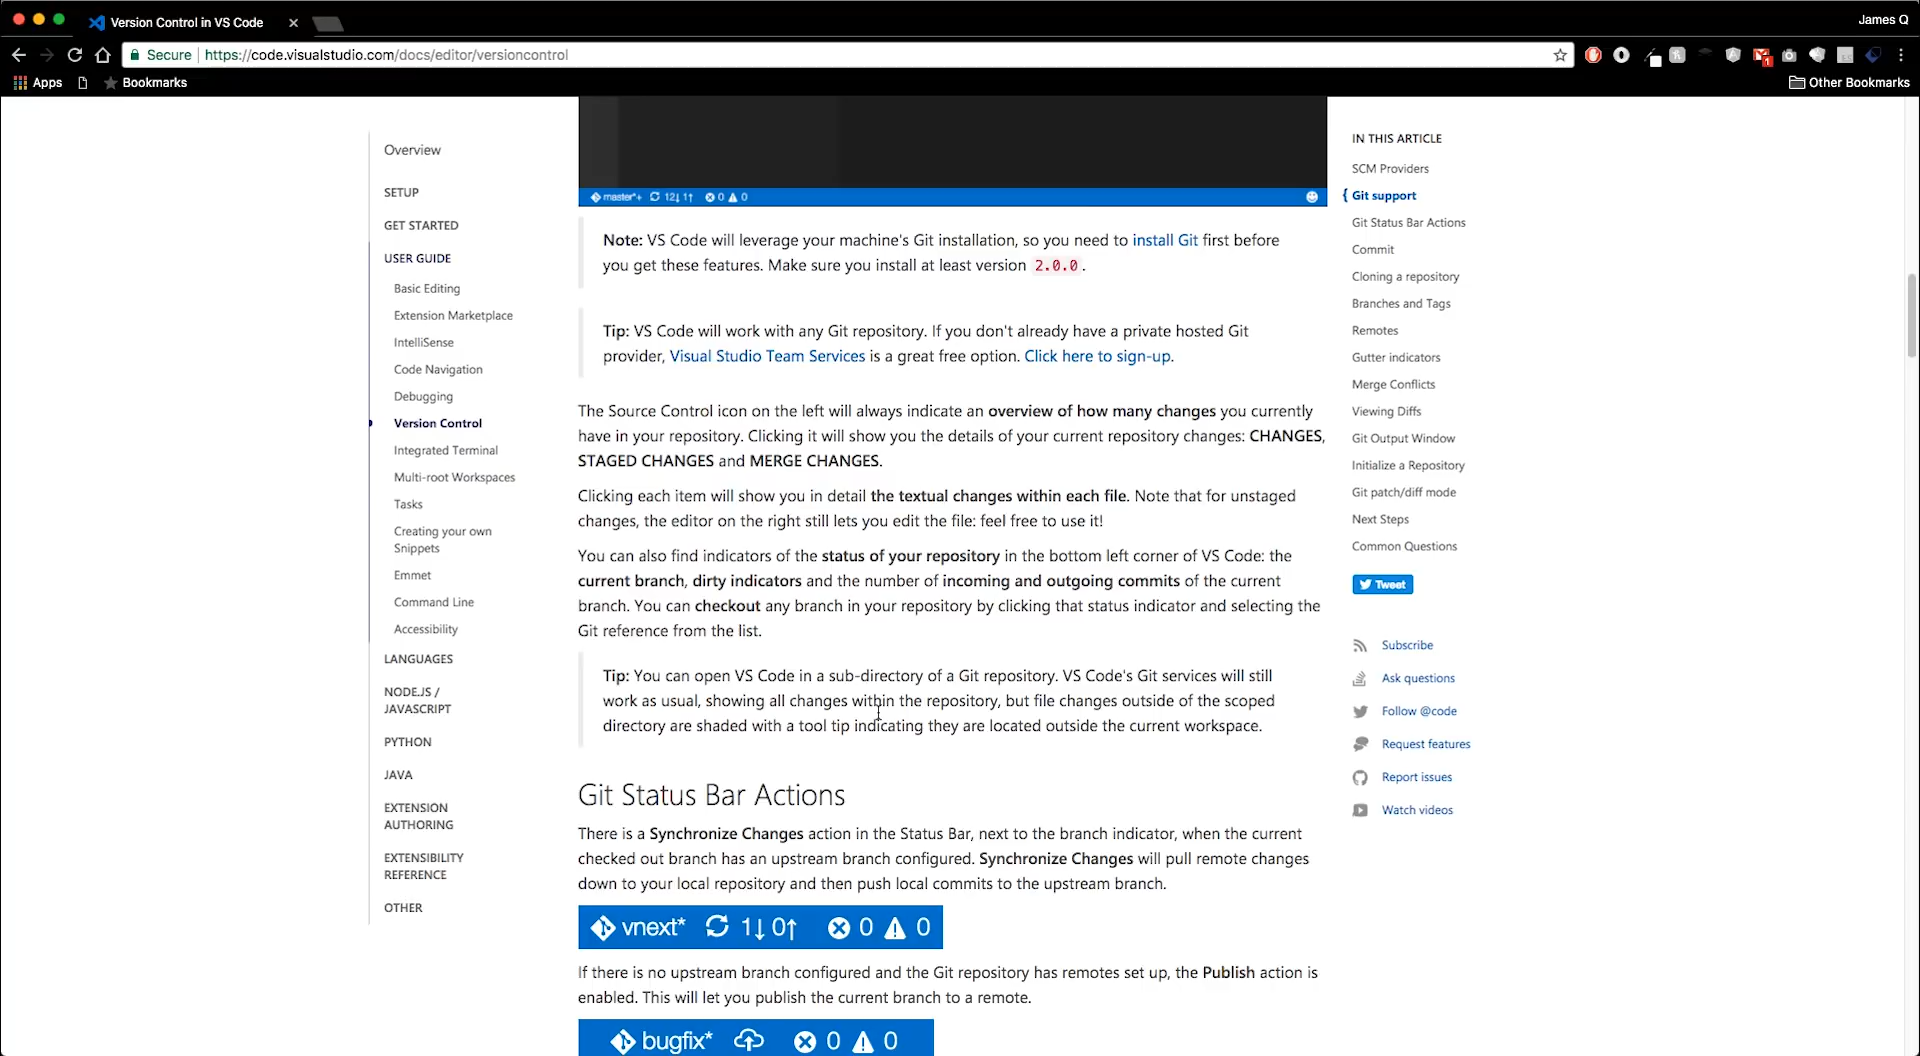 Version Control in VS Code
James Q
Secure
https://code.visualstudio.com/docs/editor/versioncontrol
1
Apps
Bookmarks
Other Bookmarks
Overview
SETUP
GET STARTED
USER GUIDE
Basic Editing
Extension Marketplace
IntelliSense
Code Navigation
Debugging
Version Control
Integrated Terminal
Multi-root Workspaces
Tasks
Creating your own
Snippets
Emmet
Command Line
Accessibility
LANGUAGES
NODE.JS /
JAVASCRIPT
PYTHON
JAVA
EXTENSION
AUTHORING
EXTENSIBILITY
REFERENCE
OTHER
master*+ 12↓ 1↑ 0 0
Note: VS Code will leverage your machine's Git installation, so you need to install Git first before
you get these features. Make sure you install at least version 2.0.0.
Tip: VS Code will work with any Git repository. If you don't already have a private hosted Git
provider, Visual Studio Team Services is a great free option. Click here to sign-up.
The Source Control icon on the left will always indicate an overview of how many changes you currently
have in your repository. Clicking it will show you the details of your current repository changes: CHANGES,
STAGED CHANGES and MERGE CHANGES.
Clicking each item will show you in detail the textual changes within each file. Note that for unstaged
changes, the editor on the right still lets you edit the file: feel free to use it!
You can also find indicators of the status of your repository in the bottom left corner of VS Code: the
current branch, dirty indicators and the number of incoming and outgoing commits of the current
branch. You can checkout any branch in your repository by clicking that status indicator and selecting the
Git reference from the list.
Tip: You can open VS Code in a sub-directory of a Git repository. VS Code's Git services will still
work as usual, showing all changes within the repository, but file changes outside of the scoped
directory are shaded with a tool tip indicating they are located outside the current workspace.
Git Status Bar Actions
There is a Synchronize Changes action in the Status Bar, next to the branch indicator, when the current
checked out branch has an upstream branch configured. Synchronize Changes will pull remote changes
down to your local repository and then push local commits to the upstream branch.
vnext* 1↓ 0↑ 0 0
If there is no upstream branch configured and the Git repository has remotes set up, the Publish action is
enabled. This will let you publish the current branch to a remote.
bugfix* 0 0
IN THIS ARTICLE
SCM Providers
{ Git support
Git Status Bar Actions
Commit
Cloning a repository
Branches and Tags
Remotes
Gutter indicators
Merge Conflicts
Viewing Diffs
Git Output Window
Initialize a Repository
Git patch/diff mode
Next Steps
Common Questions
Tweet
Subscribe
Ask questions
Follow @code
Request features
Report issues
Watch videos